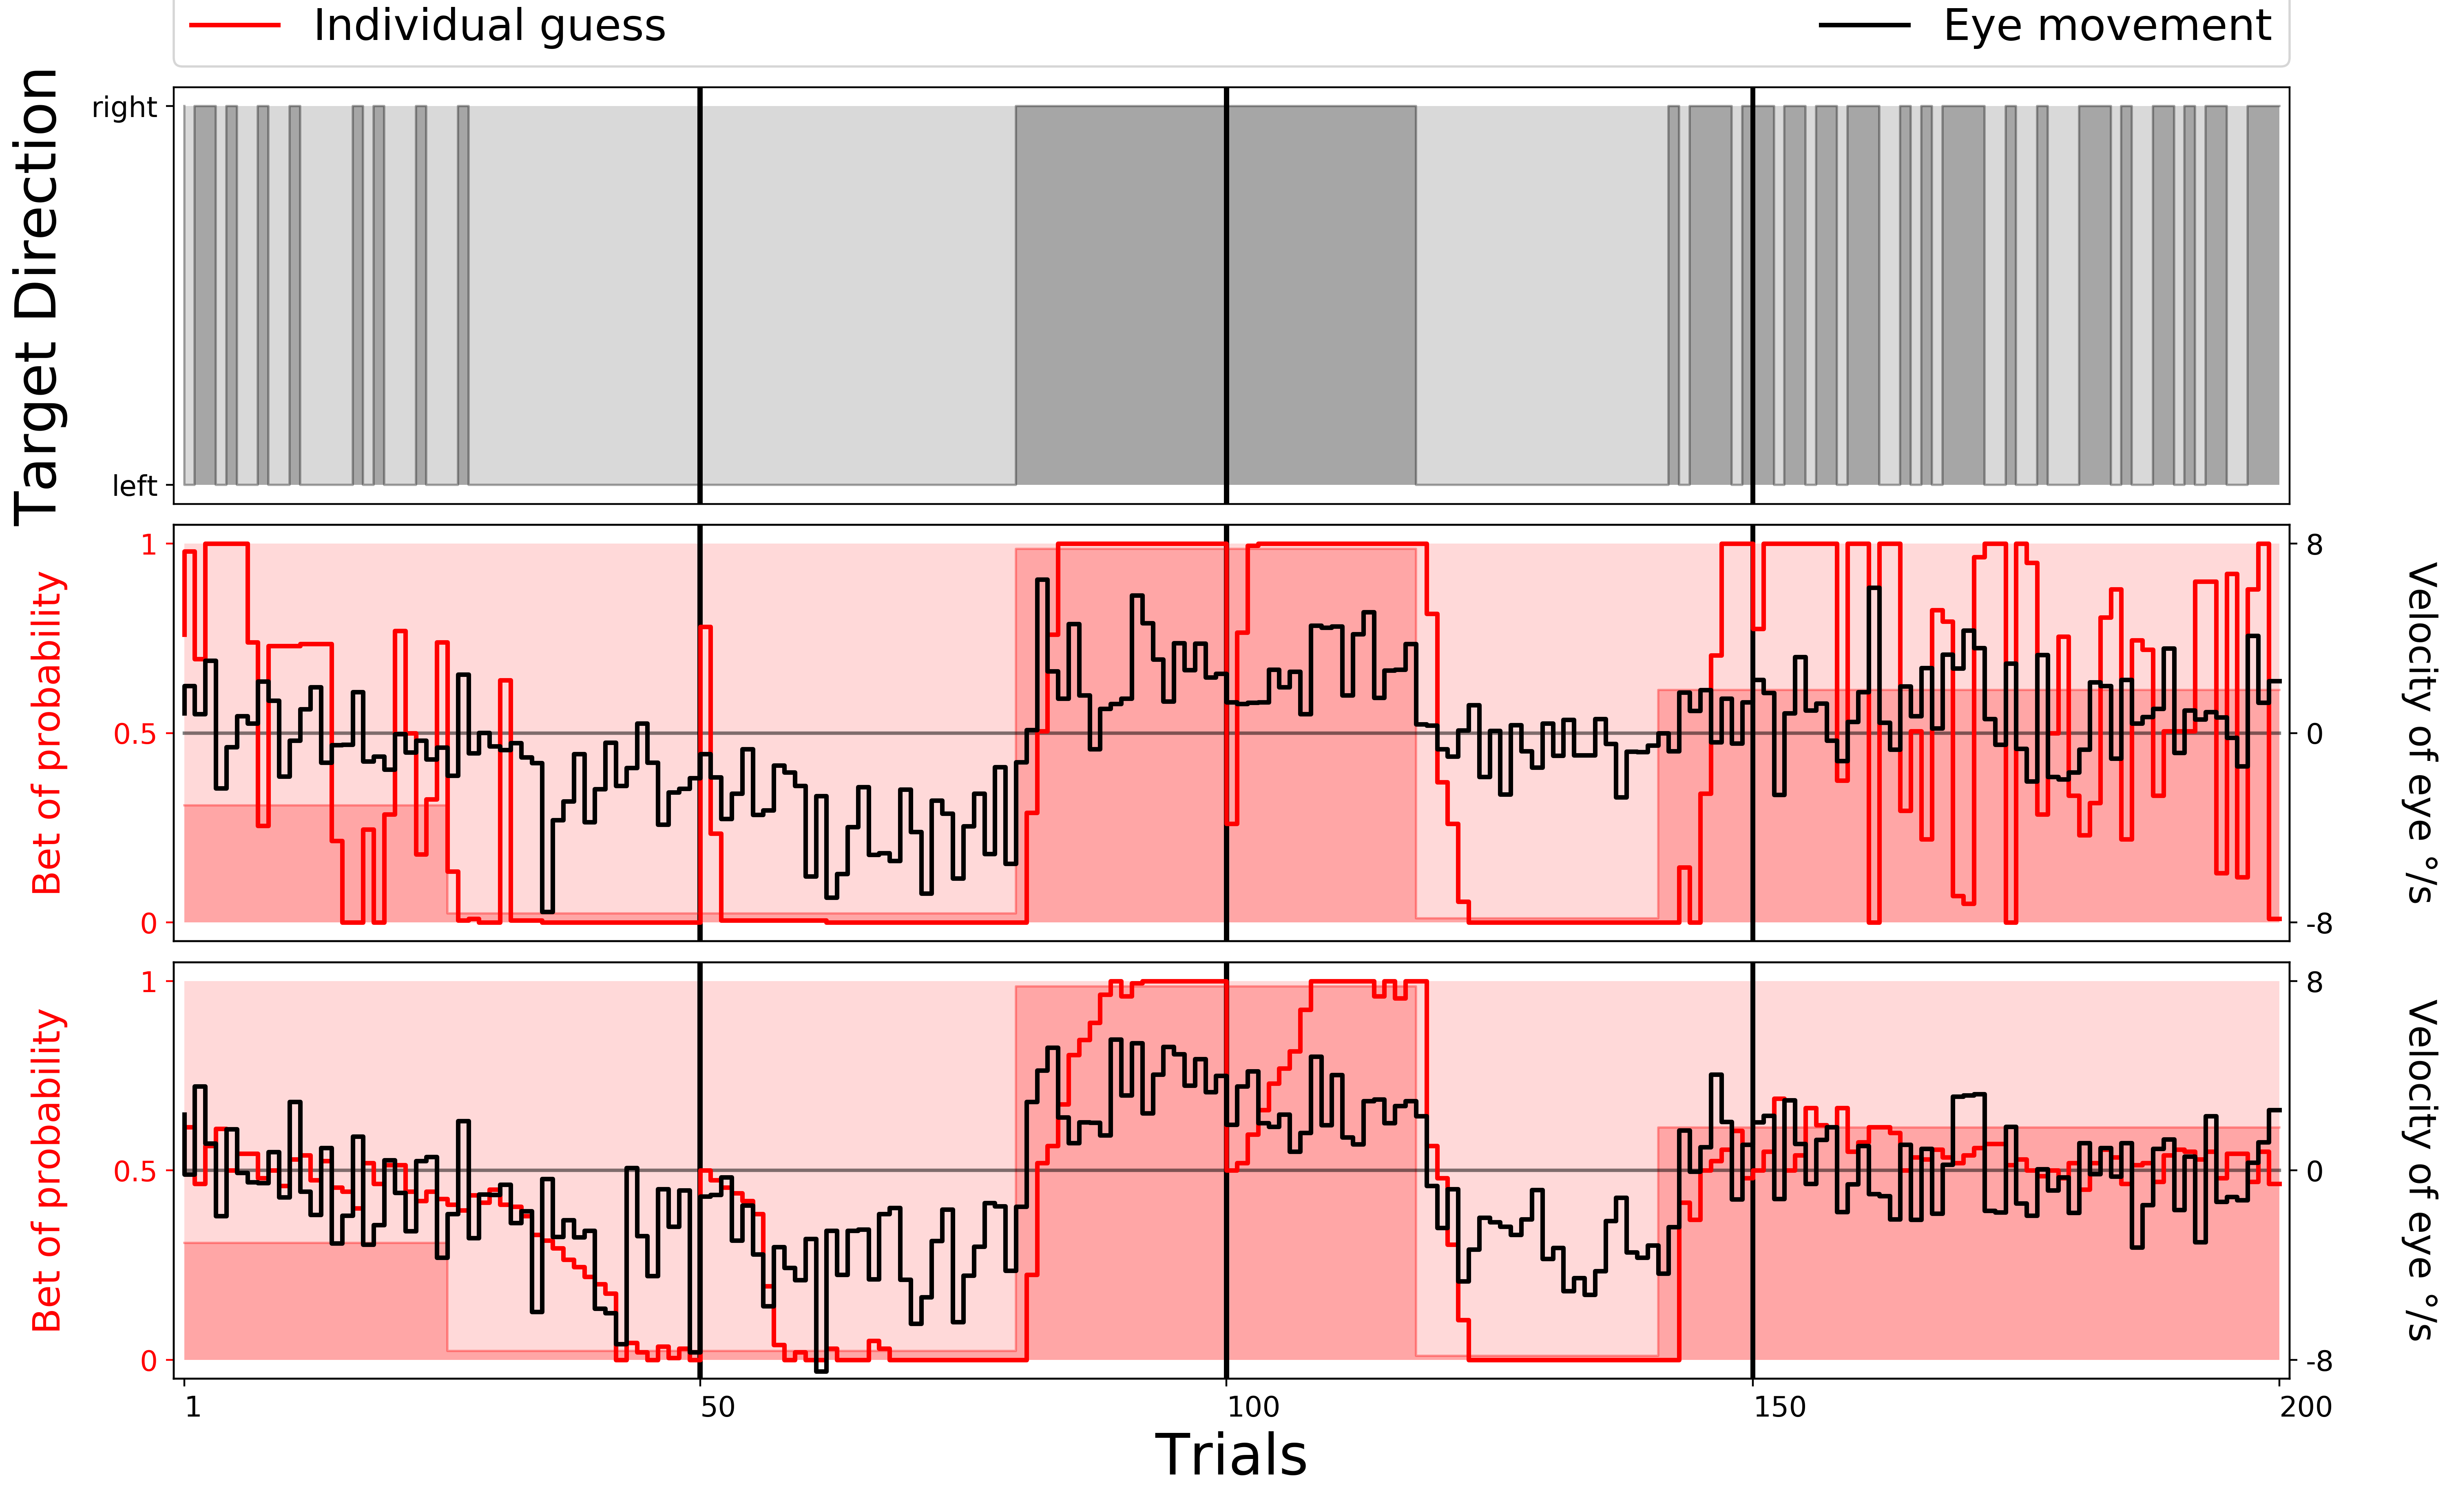 Individual guess
Eye movement
Target Direction
right
left
Bet of probability
1
0.5
0
8
0
-8
Velocity of eye °/s
Bet of probability
1
0.5
0
8
0
-8
Velocity of eye °/s
1
50
100
150
200
Trials